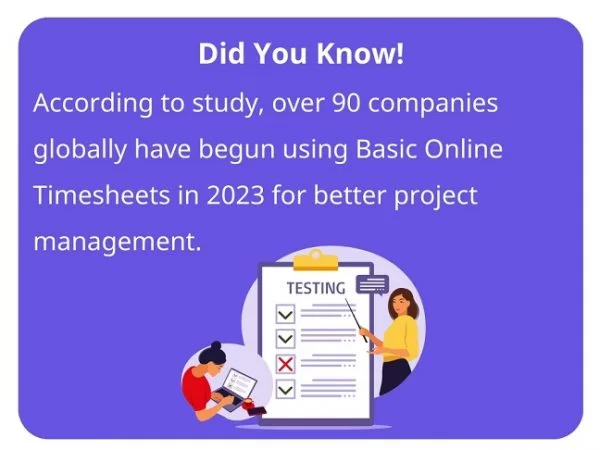 Did You Know!
According to study, over 90 companies
globally have begun using Basic Online
Timesheets in 2023 for better project
management.
TESTING